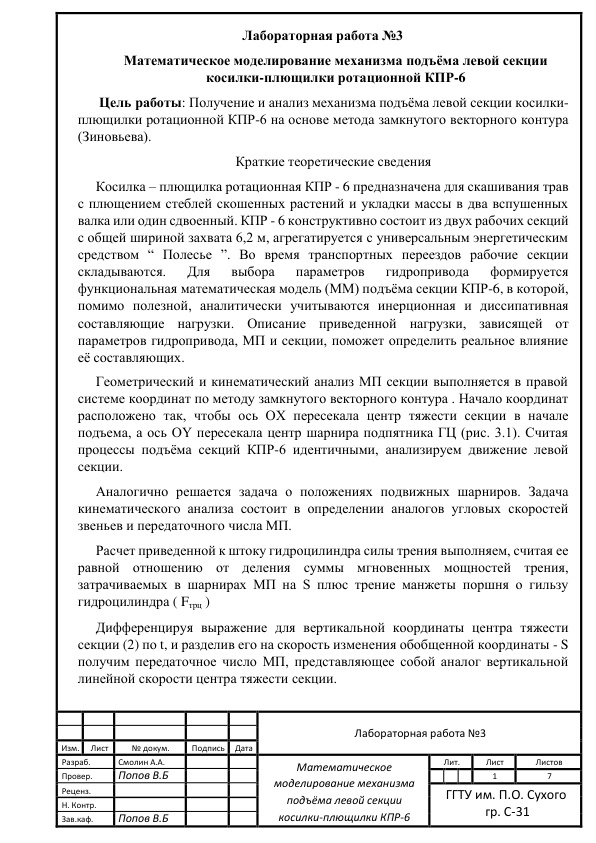 Лабораторная работа №3
Математическое моделирование механизма подъёма левой секции
косилки-плющилки ротационной КПР-6
Цель работы: Получение и анализ механизма подъёма левой секции косилки-
плющилки ротационной КПР-6 на основе метода замкнутого векторного контура
(Зиновьева).
Краткие теоретические сведения
Косилка – плющилка ротационная КПР - 6 предназначена для скашивания трав
с плющением стеблей скошенных растений и укладки массы в два вспушенных
валка или один сдвоенный. КПР - 6 конструктивно состоит из двух рабочих секций
с общей шириной захвата 6,2 м, агрегатируется с универсальным энергетическим
средством “ Полесье ”. Во время транспортных переездов рабочие секции
складываются. Для выбора параметров гидропривода формируется
функциональная математическая модель (ММ) подъёма секции КПР-6, в которой,
помимо полезной, аналитически учитываются инерционная и диссипативная
составляющие нагрузки. Описание приведенной нагрузки, зависящей от
параметров гидропривода, МП и секции, поможет определить реальное влияние
её составляющих.
Геометрический и кинематический анализ МП секции выполняется в правой
системе координат по методу замкнутого векторного контура . Начало координат
расположено так, чтобы ось OX пересекала центр тяжести секции в начале
подъема, а ось OY пересекала центр шарнира подпятника ГЦ (рис. 3.1). Считая
процессы подъёма секций КПР-6 идентичными, анализируем движение левой
секции.
Аналогично решается задача о положениях подвижных шарниров. Задача
кинематического анализа состоит в определении аналогов угловых скоростей
звеньев и передаточного числа МП.
Расчет приведенной к штоку гидроцилиндра силы трения выполняем, считая ее
равной отношению от деления суммы мгновенных мощностей трения,
затрачиваемых в шарнирах МП на S плюс трение манжеты поршня о гильзу
гидроцилиндра ( Fтрц )
Дифференцируя выражение для вертикальной координаты центра тяжести
секции (2) по t, и разделив его на скорость изменения обобщенной координаты - S
получим передаточное число МП, представляющее собой аналог вертикальной
линейной скорости центра тяжести секции.
Лабораторная работа №3
Изм. Лист № докум. Подпись Дата
Разраб. Смолин А.А.
Провер. Попов В.Б
Реценз.
Н. Контр.
Зав.каф. Попов В.Б
Математическое
моделирование механизма
подъёма левой секции
косилки-плющилки КПР-6
Лит. Лист Листов
1 7
ГГТУ им. П.О. Сухого
гр. С-31